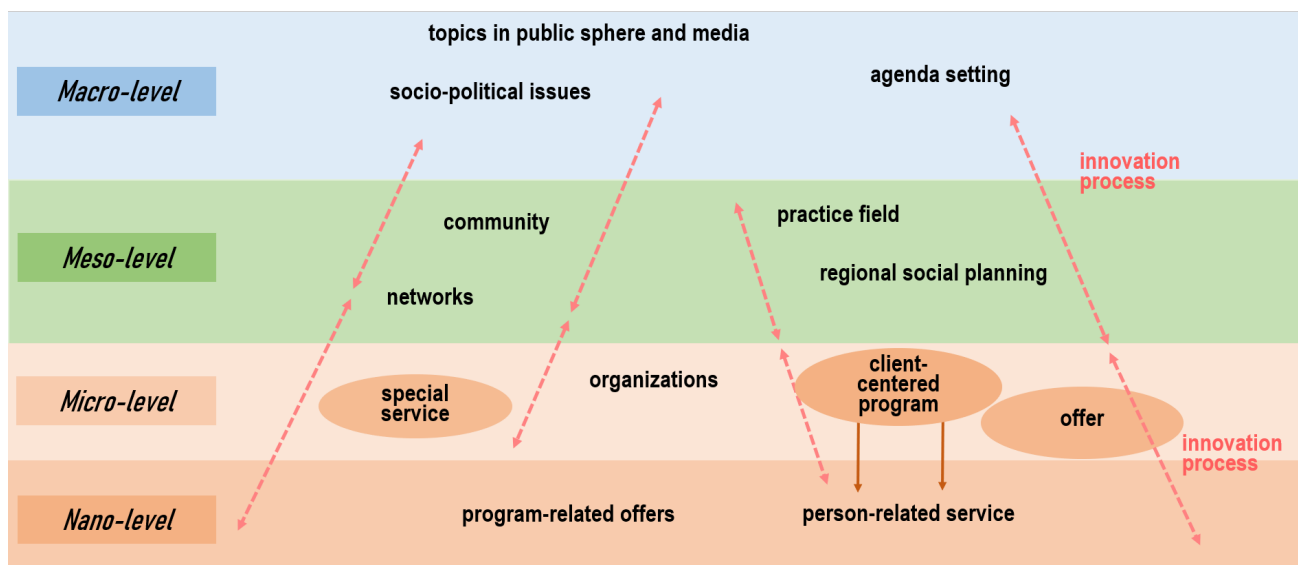 topics in public sphere and media
agenda setting
Macro-level
socio-political issues
innovation
process
community
practice field
Meso-level
regional social planning
networks
client-
centered
program
organizations
special
service
Micro-level
offer
innovation
process
Nano-level
program-related offers
person-related service